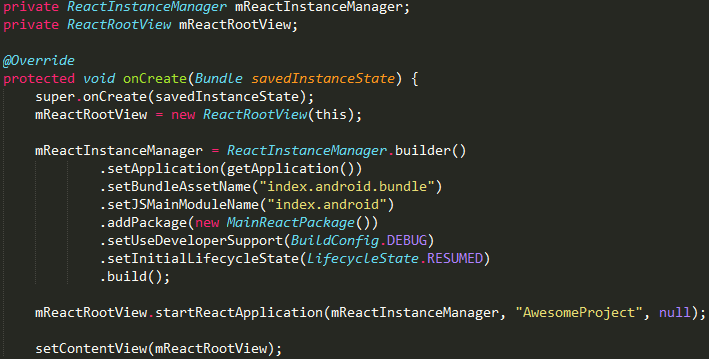 private ReactInstanceManager mReactInstanceManager;
private ReactRootView mReactRootView;
@Override
protected void onCreate(Bundle savedInstanceState) {
super.onCreate(savedInstanceState);
mReactRootView = new ReactRootView(this);
mReactInstanceManager = ReactInstanceManager.builder()
.setApplication(getApplication())
.setBundleAssetName("index.android.bundle")
.setJSMainModuleName("index.android")
.addPackage(new MainReactPackage())
.setUseDeveloperSupport(BuildConfig.DEBUG)
.setInitialLifecycleState(LifecycleState.RESUMED)
.build();
mReactRootView.startReactApplication(mReactInstanceManager, "AwesomeProject", null);
setContentView(mReactRootView);